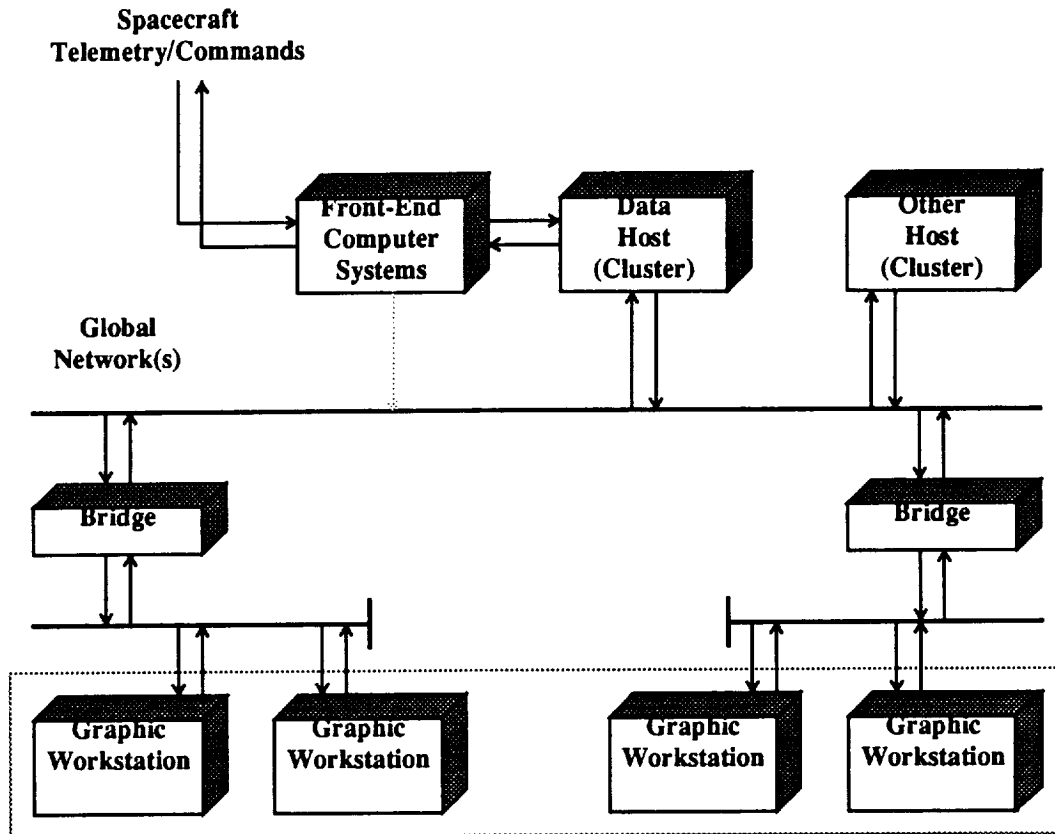 Spacecraft
Telemetry/Commands
Front-End
Computer
Systems
Data
Host
(Cluster)
Other
Host
(Cluster)
Global
Network(s)
Bridge
Bridge
Graphic
Workstation
Graphic
Workstation
Graphic
Workstation
Graphic
Workstation